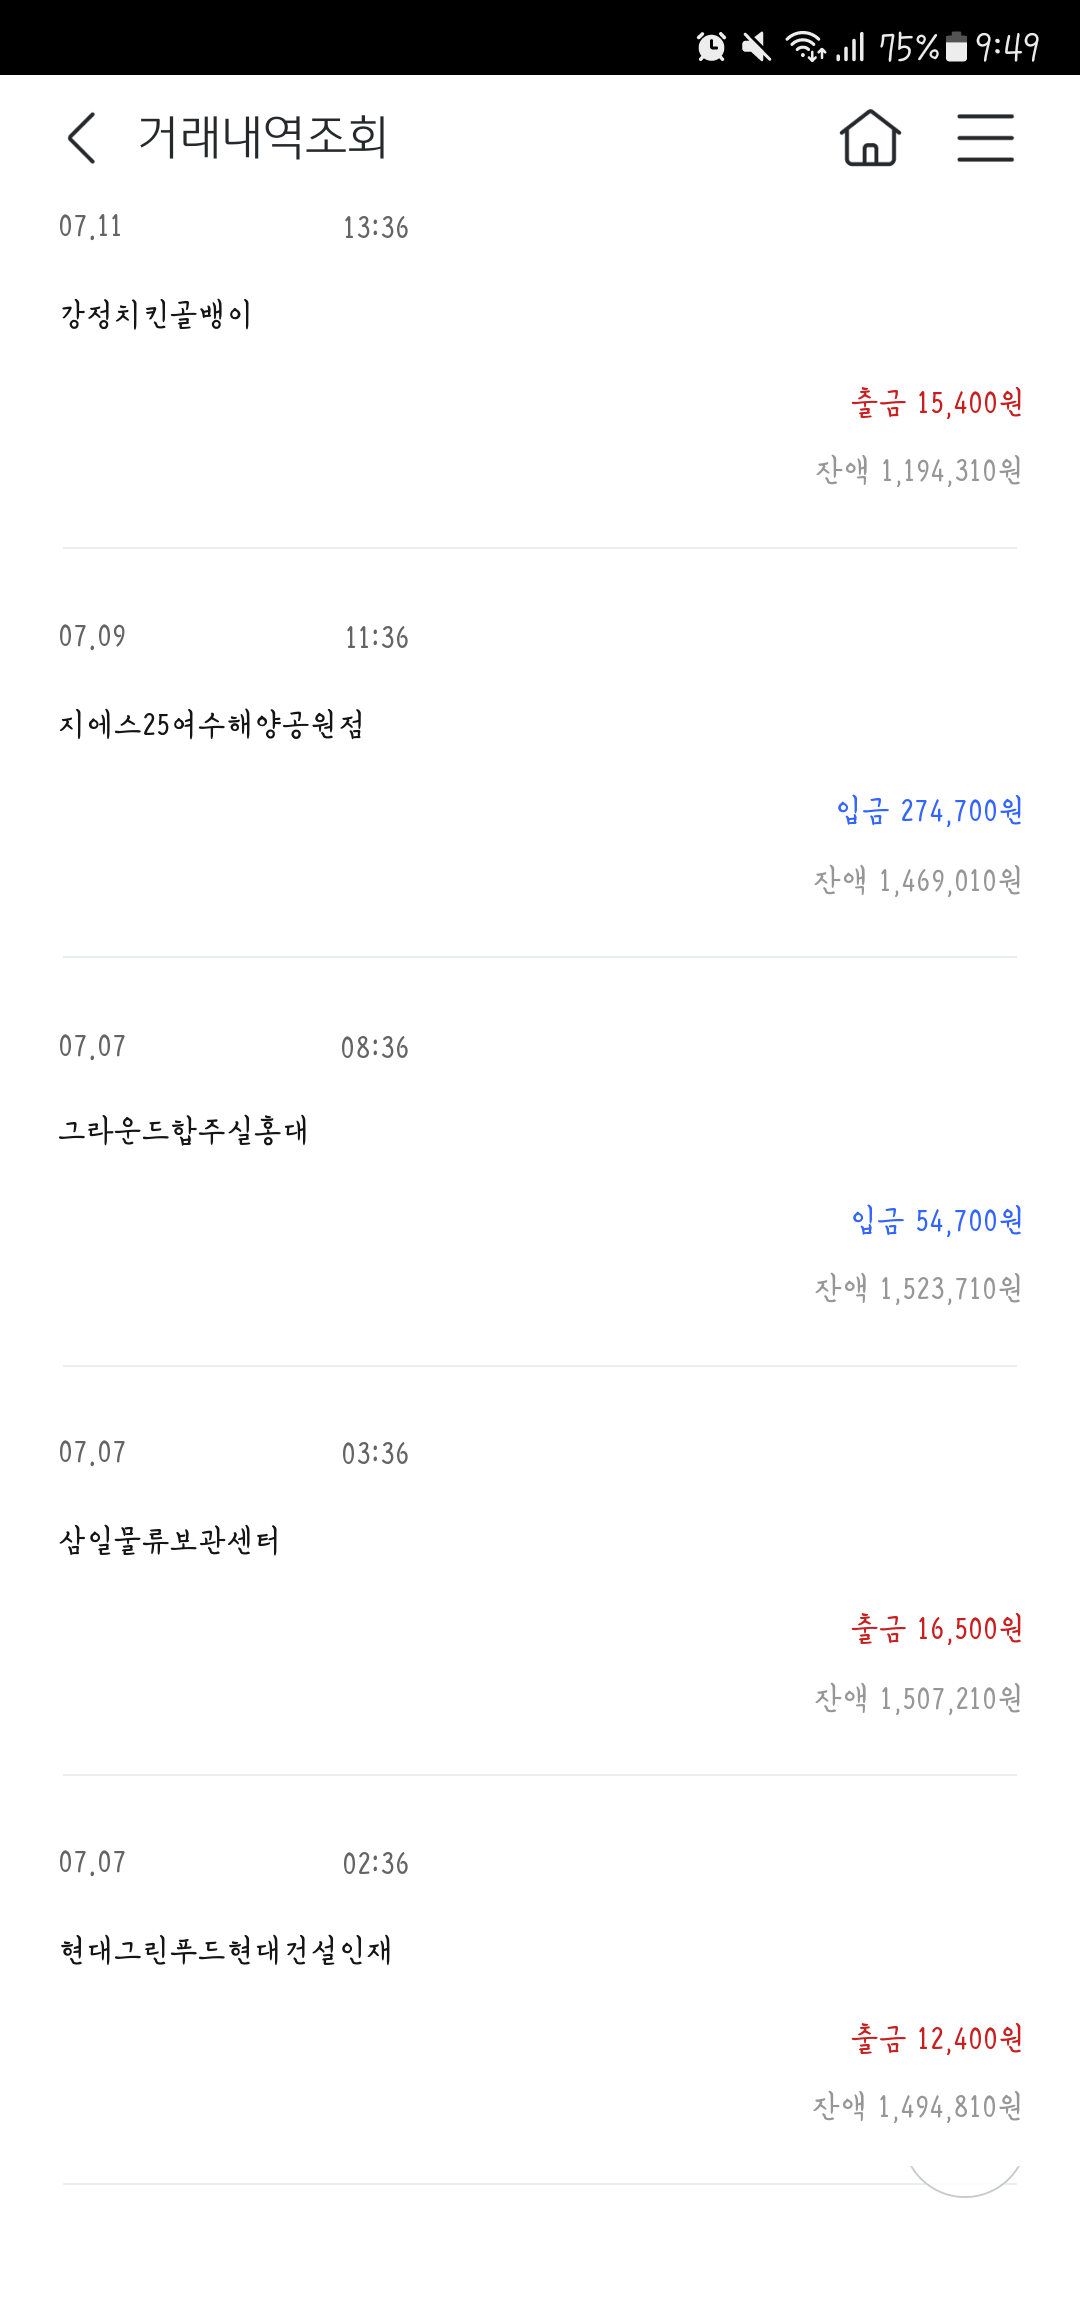 75% 9:49
거래내역조회
07.11 13:36
강정치킨골뱅이
출금 15,400원
잔액 1,194,310원
07.09 11:36
지에스25여수해양공원점
입금 274,700원
잔액 1,469,010원
07.07 08:36
그라운드합주실홍대
입금 54,700원
잔액 1,523,710원
07.07 03:36
삼일물류보관센터
출금 16,500원
잔액 1,507,210원
07.07 02:36
현대그린푸드현대건설인재
출금 12,400원
잔액 1,494,810원